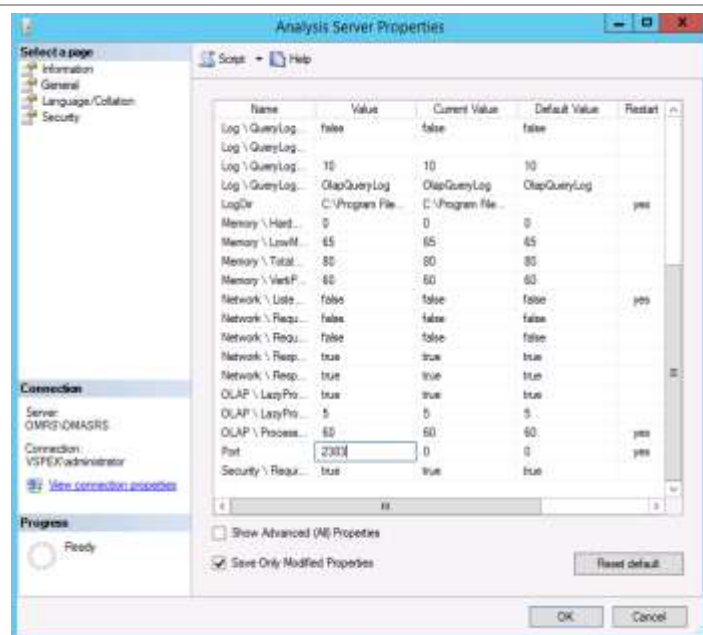 Analysis Server Properties
Select a page
Information
General
Language/Collation
Security
Script Help
Name Value Current Value Default Value Restart
Log \ QueryLog... false false false
Log \ QueryLog...
Log \ QueryLog... 10 10 10
Log \ QueryLog... OlapQueryLog OlapQueryLog OlapQueryLog
LogDir C:\Program File... C:\Program File... yes
Memory \ Hard... 0 0 0
Memory \ LowM... 65 65 65
Memory \ Total... 80 80 80
Memory \ VertiP... 60 60 60
Network \ Liste... false false false yes
Network \ Requ... false false false
Network \ Requ... false false false
Network \ Resp... true true true
Network \ Resp... true true true
OLAP \ LazyPro... true true true
OLAP \ LazyPro... 5 5 5
OLAP \ Process... 60 60 60 yes
Port 2383 0 0 yes
Security \ Requi... true true true
Connection
Server:
OMRS\OMASRS
Connection:
VSPEX\administrator
View connection properties
Progress
Ready
Show Advanced (All) Properties
Save Only Modified Properties
Reset default
OK Cancel